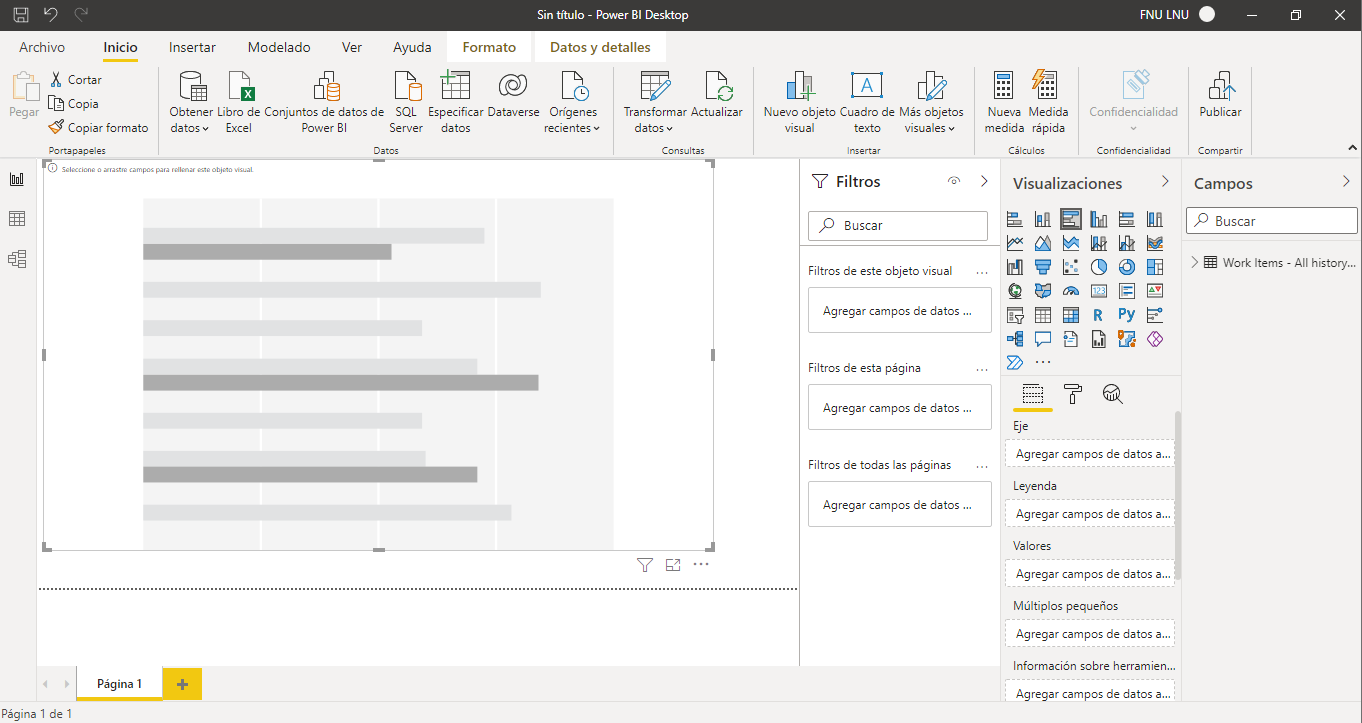 Sin título - Power BI Desktop
FNU LNU
Archivo Inicio Insertar Modelado Ver Ayuda Formato Datos y detalles
Pegar
Cortar
Copia
Copiar formato
Portapapeles
Obtener datos
Libro de Excel
Conjuntos de datos de Power BI
SQL Server
Especificar datos
Dataverse
Orígenes recientes
Datos
Transformar datos
Actualizar
Consultas
Nuevo objeto visual
Cuadro de texto
Más objetos visuales
Insertar
Nueva medida
Medida rápida
Cálculos
Confidencialidad
Confidencialidad
Publicar
Compartir
Seleccione o arrastre campos para rellenar este objeto visual.
Filtros
Buscar
Filtros de este objeto visual ...
Agregar campos de datos ...
Filtros de esta página ...
Agregar campos de datos ...
Filtros de todas las páginas ...
Agregar campos de datos ...
Visualizaciones
123
R
Py
...
Eje
Agregar campos de datos a...
Leyenda
Agregar campos de datos a...
Valores
Agregar campos de datos a...
Múltiplos pequeños
Agregar campos de datos a...
Información sobre herramien...
Agregar campos de datos a...
Campos
Buscar
Work Items - All history...
Página 1
Página 1 de 1